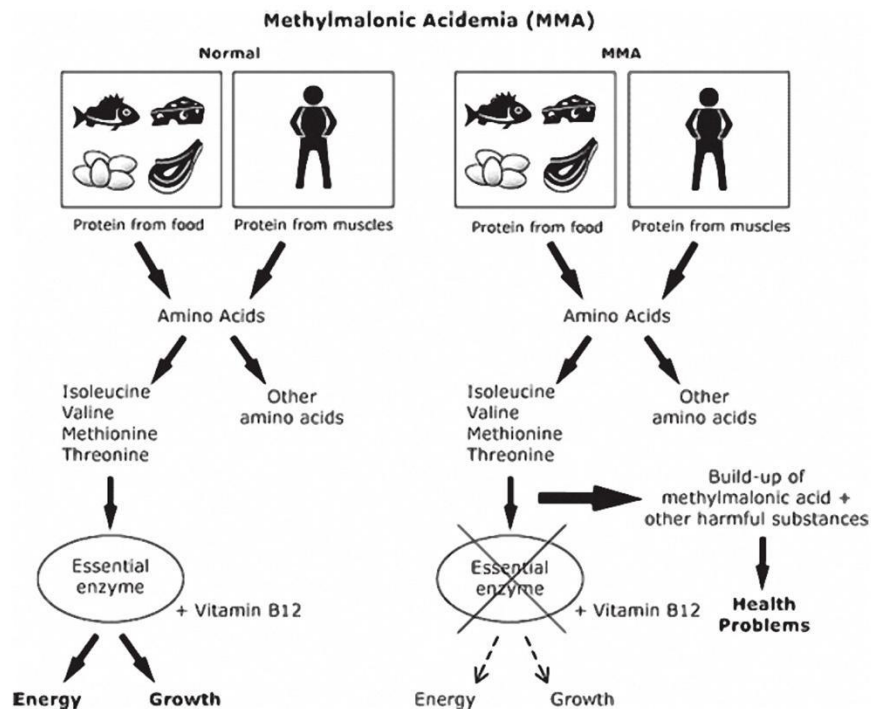 Methylmalonic Acidemia (MMA)
Normal
Protein from food
Protein from muscles
Amino Acids
Isoleucine
Valine
Methionine
Threonine
Other
amino acids
Essential
enzyme
+ Vitamin B12
Energy
Growth
MMA
Protein from food
Protein from muscles
Amino Acids
Isoleucine
Valine
Methionine
Threonine
Other
amino acids
Build-up of
methylmalonic acid +
other harmful substances
Health
Problems
Essential
enzyme
+ Vitamin B12
Energy
Growth